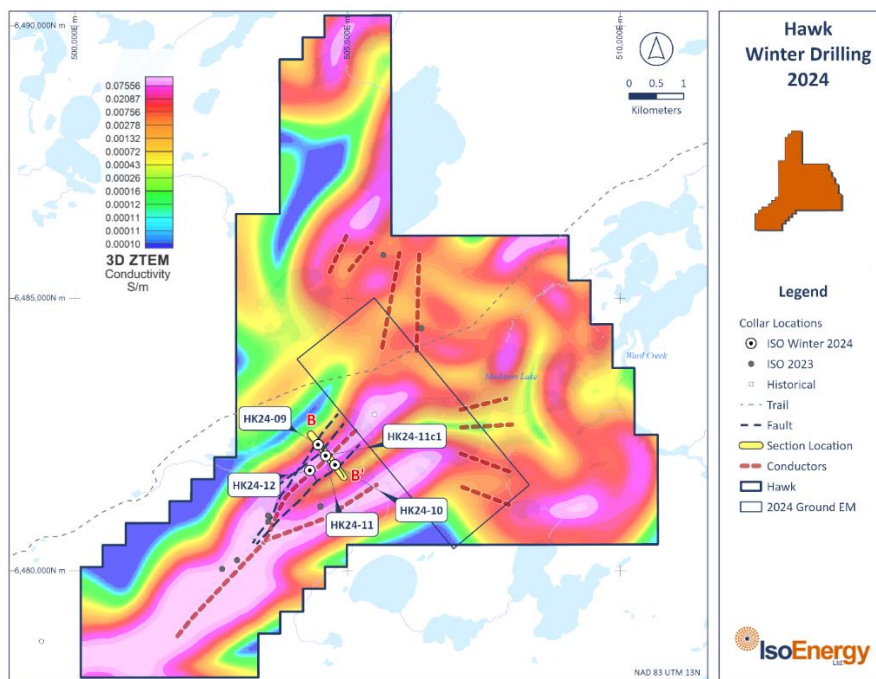 6,490,000N m
500,000E m
505,000E m
510,000E m
0.07556
0.02087
0.00756
0.00278
0.00132
0.00072
0.00043
0.00026
0.00016
0.00012
0.00011
0.00011
0.00010
3D ZTEM
Conductivity
S/m
0 0.5 1
Kilometers
6,485,000N m
Ward Creek
HK24-09
B
HK24-11c1
HK24-12
B'
HK24-11
HK24-10
6,480,000N m
NAD 83 UTM 13N
Hawk
Winter Drilling
2024
Legend
Collar Locations
ISO Winter 2024
ISO 2023
Historical
Trail
Fault
Section Location
Conductors
Hawk
2024 Ground EM
IsoEnergy
Ltd.